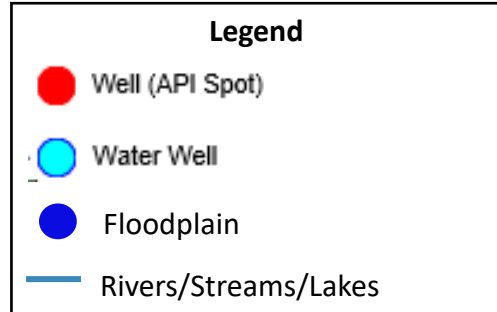 Legend
Well (API Spot)
Water Well
Floodplain
Rivers/Streams/Lakes